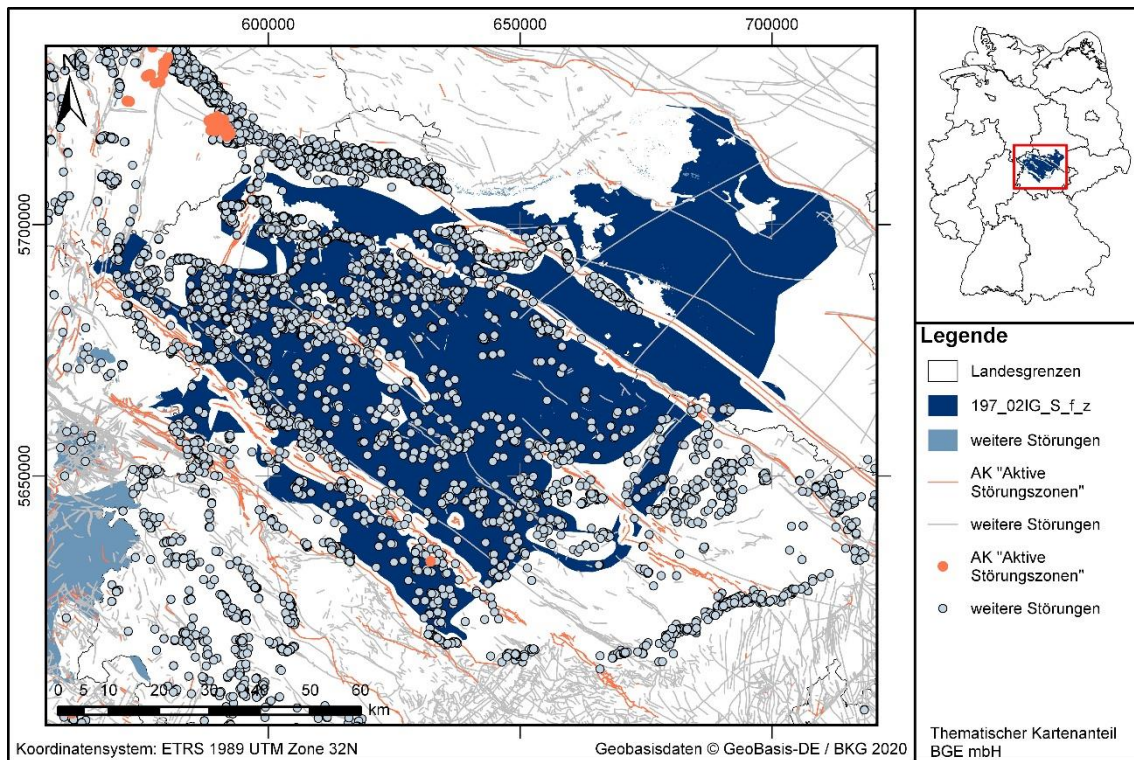 600000
650000
700000
5700000
5650000
0 5 10 20 30 40 50 60
km
Koordinatensystem: ETRS 1989 UTM Zone 32N
Geobasisdaten © GeoBasis-DE / BKG 2020
Legende
Landesgrenzen
197_02IG_S_f_z
weitere Störungen
AK "Aktive
Störungszonen"
weitere Störungen
AK "Aktive
Störungszonen"
weitere Störungen
Thematischer Kartenanteil
BGE mbH